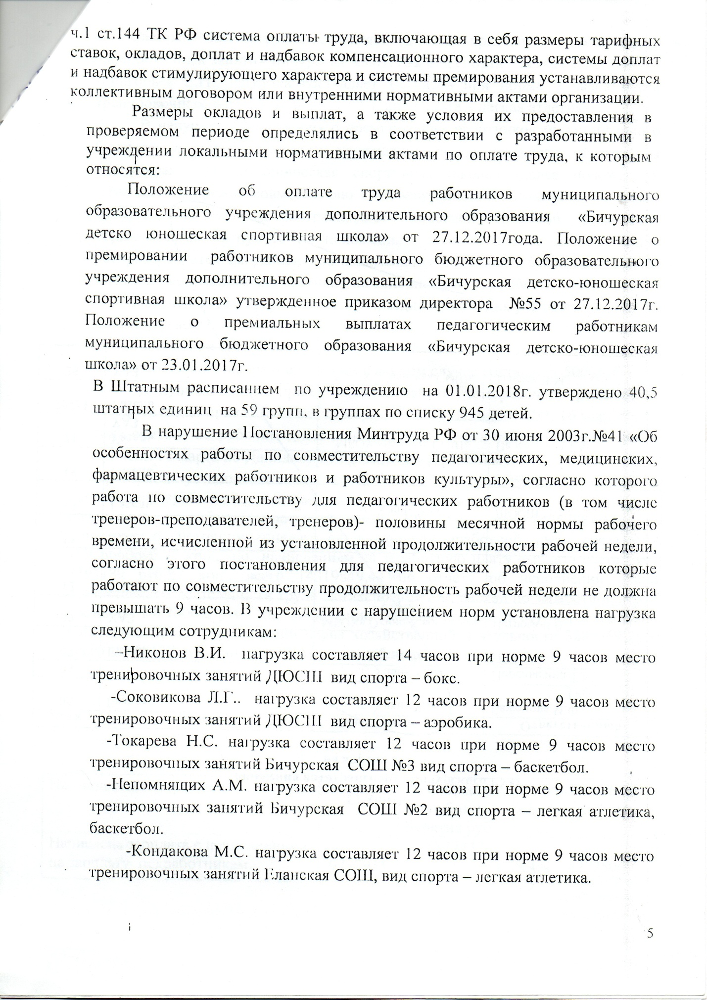 ч.1 ст.144 ТК РФ система оплаты труда, включающая в себя размеры тарифных
ставок, окладов, доплат и надбавок компенсационного характера, системы доплат
и надбавок стимулирующего характера и системы премирования устанавливаются
коллективным договором или внутренними нормативными актами организации.
Размеры окладов и выплат, а также условия их предоставления в
проверяемом периоде определялись в соответствии с разработанными в
учреждении локальными нормативными актами по оплате труда, к которым
относятся:
Положение об оплате труда работников муниципального
образовательного учреждения дополнительного образования «Бичурская
детско юношеская спортивная школа» от 27.12.2017года. Положение о
премировании работников муниципального бюджетного образовательного
учреждения дополнительного образования «Бичурская детско-юношеская
спортивная школа» утвержденное приказом директора №55 от 27.12.2017г.
Положение о премиальных выплатах педагогическим работникам
муниципального бюджетного образования «Бичурская детско-юношеская
школа» от 23.01.2017г.
В Штатным расписанием по учреждению на 01.01.2018г. утверждено 40,5
штатных единиц на 59 групп, в группах по списку 945 детей.
В нарушение Постановления Минтруда РФ от 30 июня 2003г.№41 «Об
особенностях работы по совместительству педагогических, медицинских,
фармацевтических работников и работников культуры», согласно которого
работа по совместительству для педагогических работников (в том числе
тренеров-преподавателей, тренеров)- половины месячной нормы рабочего
времени, исчисленной из установленной продолжительности рабочей недели,
согласно этого постановления для педагогических работников которые
работают по совместительству продолжительность рабочей недели не должна
превышать 9 часов. В учреждении с нарушением норм установлена нагрузка
следующим сотрудникам:
–Никонов В.И. нагрузка составляет 14 часов при норме 9 часов место
тренировочных занятий ДЮСШ вид спорта – бокс.
-Соковикова Л.Г.. нагрузка составляет 12 часов при норме 9 часов место
тренировочных занятий ДЮСШ вид спорта – аэробика.
-Токарева Н.С. нагрузка составляет 12 часов при норме 9 часов место
тренировочных занятий Бичурская СОШ №3 вид спорта – баскетбол.
-Непомнящих А.М. нагрузка составляет 12 часов при норме 9 часов место
тренировочных занятий Бичурская СОШ №2 вид спорта – легкая атлетика,
баскетбол.
-Кондакова М.С. нагрузка составляет 12 часов при норме 9 часов место
тренировочных занятий Еланская СОШ, вид спорта – легкая атлетика.
5